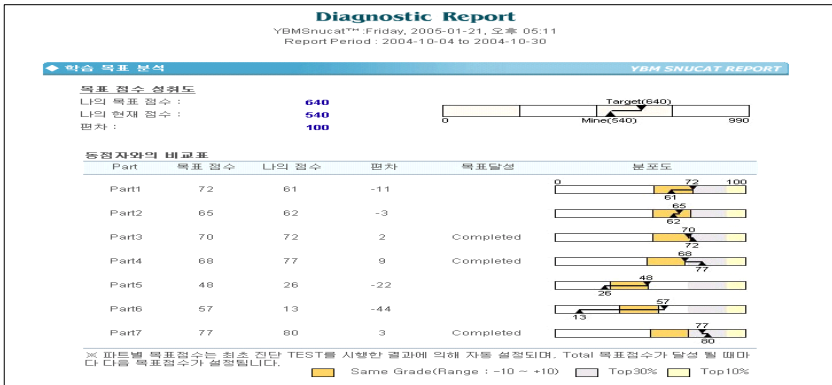 Diagnostic Report
YBMSnucat™ :Friday, 2005-01-21, 오후 05:11
Report Period : 2004-10-04 to 2004-10-30
학습 목표 분석 YBM SNUCAT REPORT
목표 점수 성취도
나의 목표 점수 : 640
나의 현재 점수 : 540
편차 : 100
Target(640)
0 Mine(540) 990
동점자와의 비교표
Part 목표 점수 나의 점수 편차 목표달성 분포도
Part1 72 61 -11 0 72 100
61
Part2 65 62 -3 65
62
Part3 70 72 2 Completed 70
72
Part4 68 77 9 Completed 68
77
Part5 48 26 -22 48
26
Part6 57 13 -44 57
13
Part7 77 80 3 Completed 77
80
※ 파트별 목표점수는 최초 진단 TEST를 시행한 결과에 의해 자동 설정되며, Total 목표점수가 달성 될 때마
다 다음 목표점수가 설정됩니다.
Same Grade(Range : -10 ~ +10) Top30% Top10%